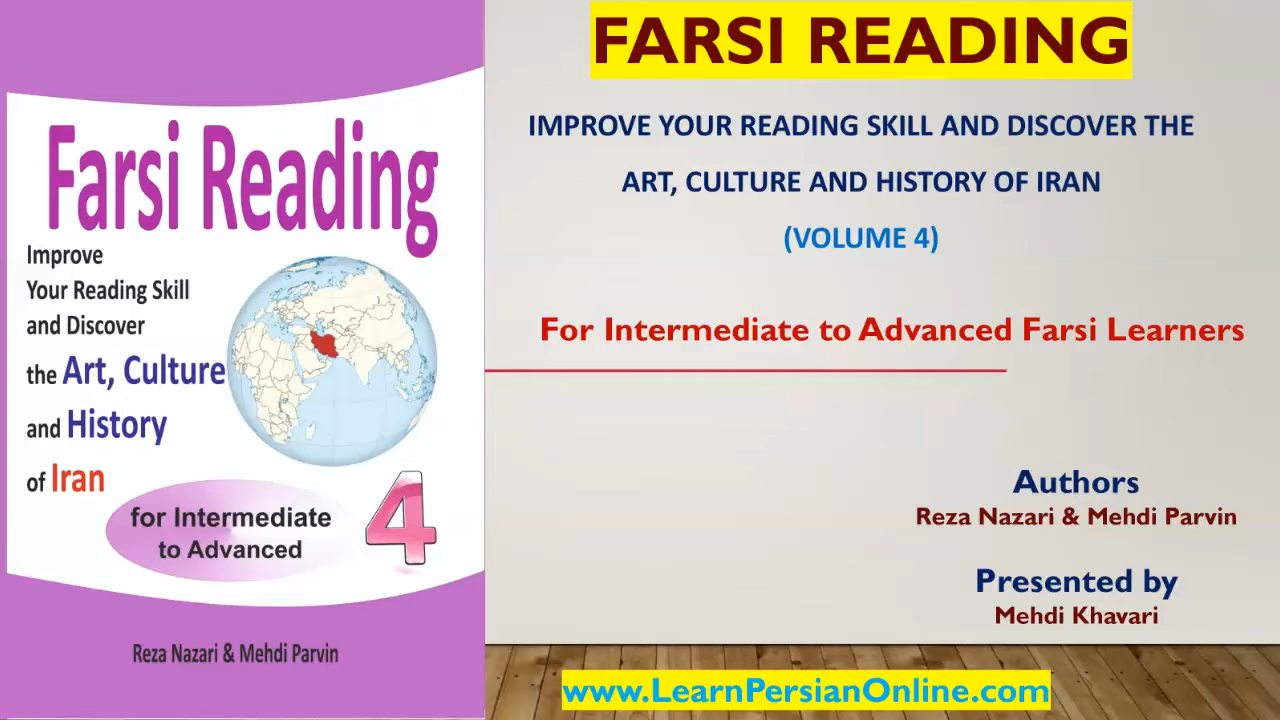 Farsi Reading
Improve
Your Reading Skill
and Discover
the Art, Culture
and History
of Iran
for Intermediate
to Advanced
4
Reza Nazari & Mehdi Parvin
FARSI READING
IMPROVE YOUR READING SKILL AND DISCOVER THE
ART, CULTURE AND HISTORY OF IRAN
(VOLUME 4)
For Intermediate to Advanced Farsi Learners
Authors
Reza Nazari & Mehdi Parvin
Presented by
Mehdi Khavari
www.LearnPersianOnline.com